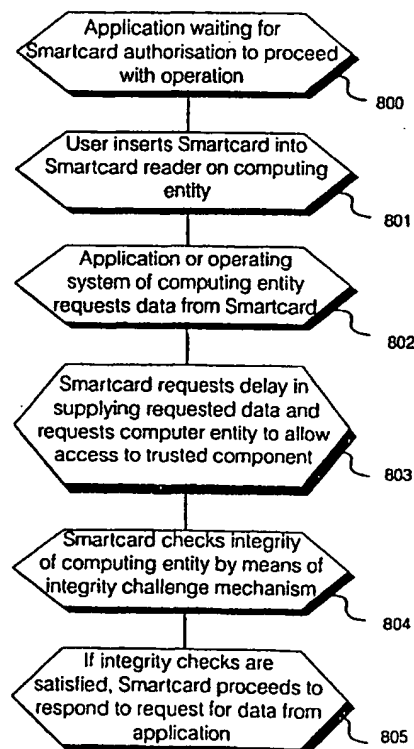 Application waiting for
Smartcard authorisation to proceed
with operation
800
User inserts Smartcard into
Smartcard reader on computing
entity
801
Application or operating
system of computing entity
requests data from Smartcard
802
Smartcard requests delay in
supplying requested data and
requests computer entity to allow
access to trusted component
803
Smartcard checks integrity
of computing entity by means of
integrity challenge mechanism
804
If integrity checks are
satisfied, Smartcard proceeds to
respond to request for data from
application
805